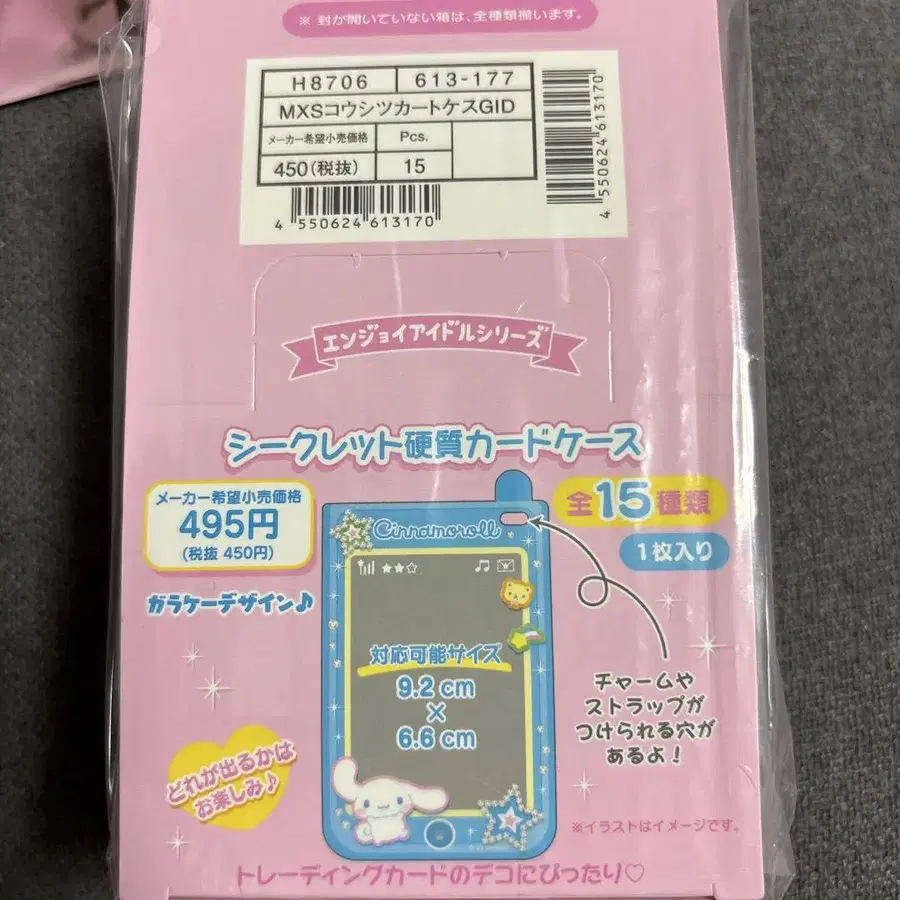 ※ 封が開いていない箱は、全種類揃います。
H8706 613-177
MXSコウシツカートケスGID
メーカー希望小売価格 Pcs.
450(税抜) 15
4 550624 613170
4 550624 613170
エンジョイアイドルシリーズ
シークレット硬質カードケース
メーカー希望小売価格
495円
(税抜 450円)
全15種類
1枚入り
ガラケーデザイン♪
Cinnamoroll
対応可能サイズ
9.2 cm
×
6.6 cm
チャームや
ストラップが
つけられる穴が
あるよ!
どれが出るかは
お楽しみ♪
※イラストはイメージです。
トレーディングカードのデコにぴったり♡